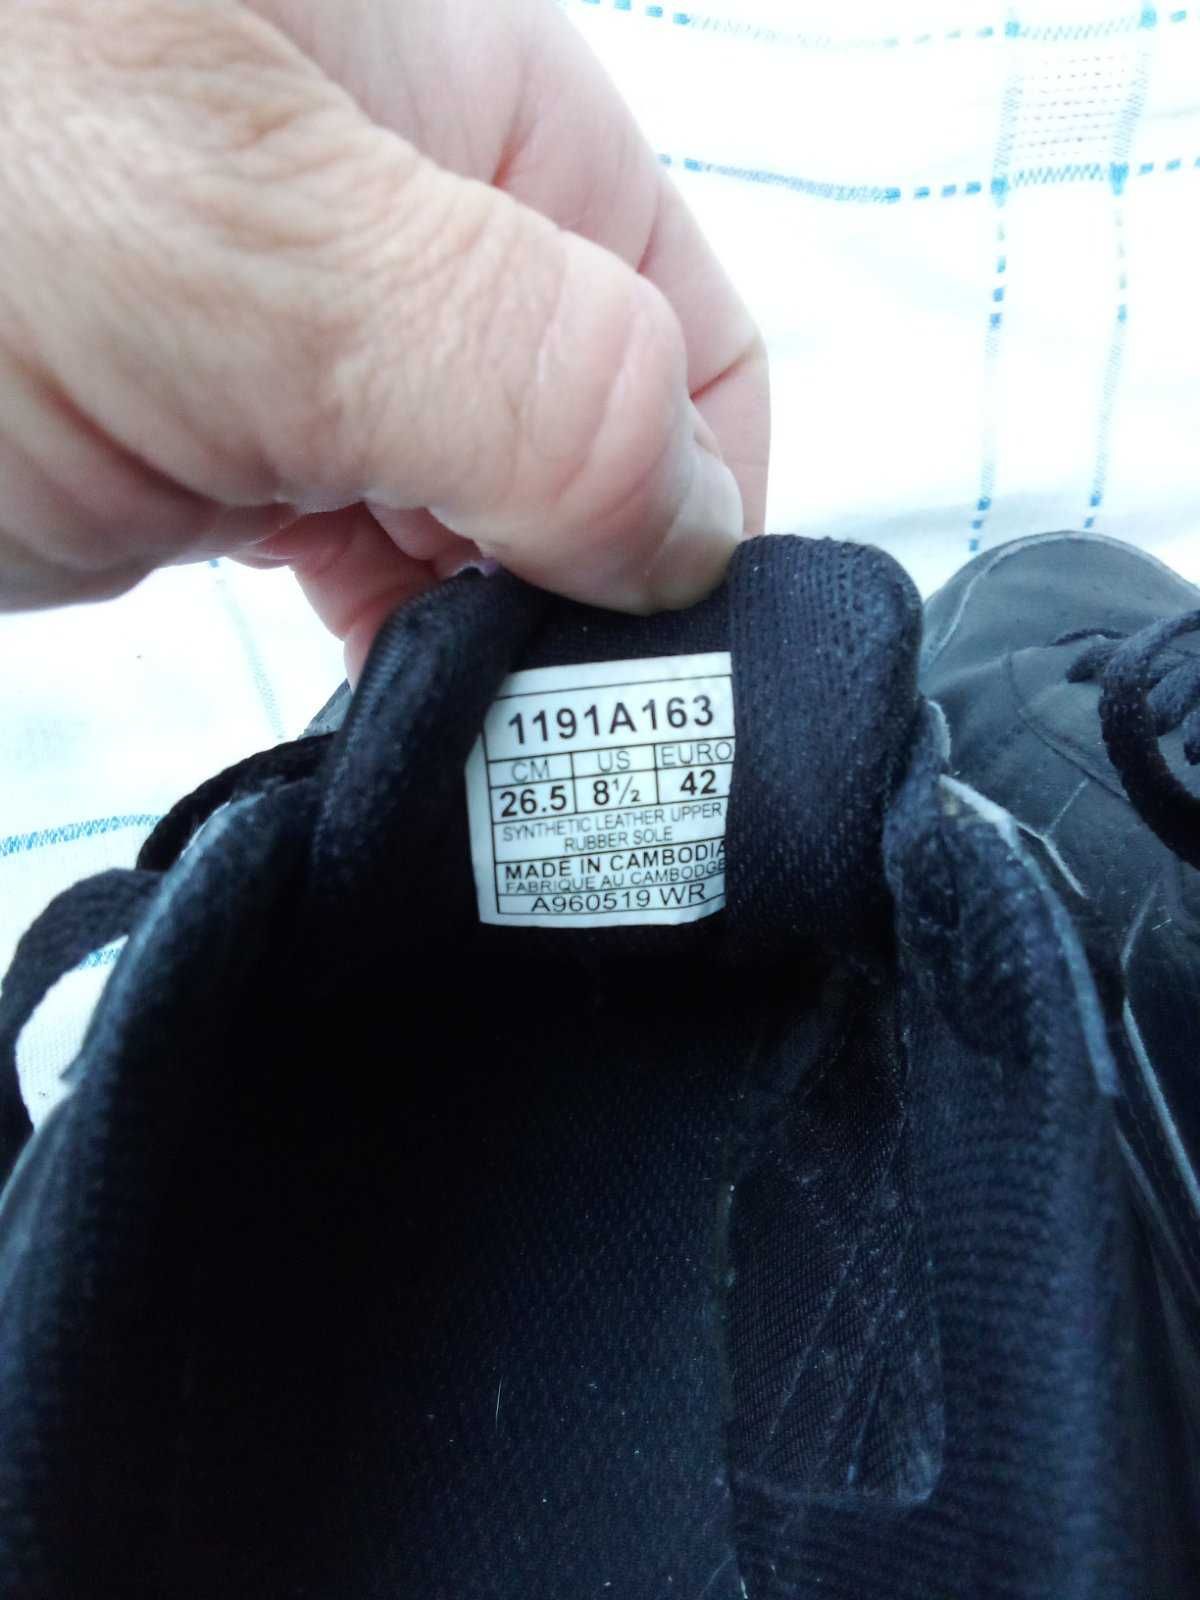 1191A163
CM US EURO
26.5 8½ 42
SYNTHETIC LEATHER UPPER
RUBBER SOLE
MADE IN CAMBODIA
FABRIQUE AU CAMBODGE
A960519 WR